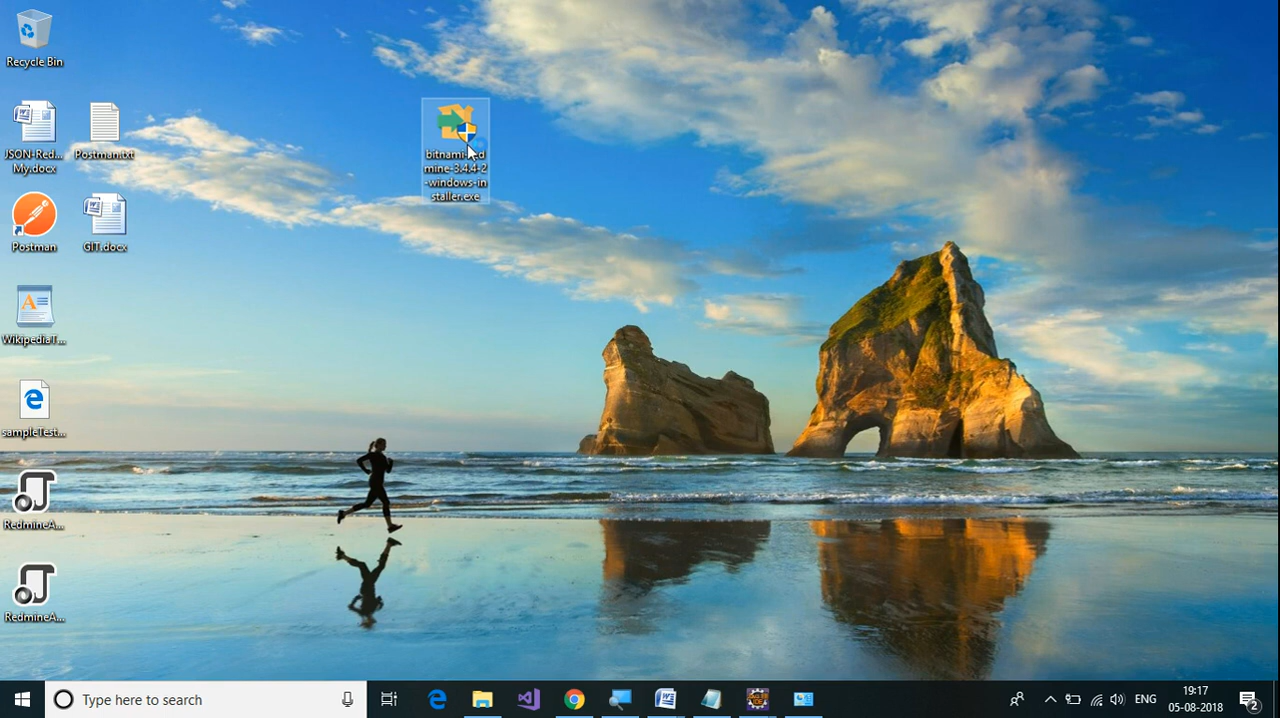 Recycle Bin
JSON-Red...
My.docx
Postman.txt
bitnami-red
mine-3.4.4-2
-windows-in
staller.exe
Postman
GIT.docx
WikipediaT...
sampleTest...
RedmineA...
RedmineA...
Type here to search
ENG
19:17
05-08-2018
2